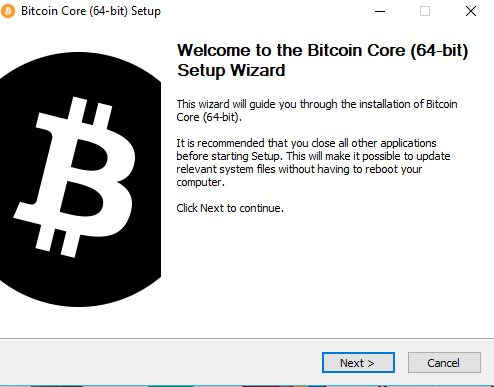 Bitcoin Core (64-bit) Setup
Welcome to the Bitcoin Core (64-bit)
Setup Wizard
This wizard will guide you through the installation of Bitcoin
Core (64-bit).
It is recommended that you close all other applications
before starting Setup. This will make it possible to update
relevant system files without having to reboot your
computer.
Click Next to continue.
Next >
Cancel